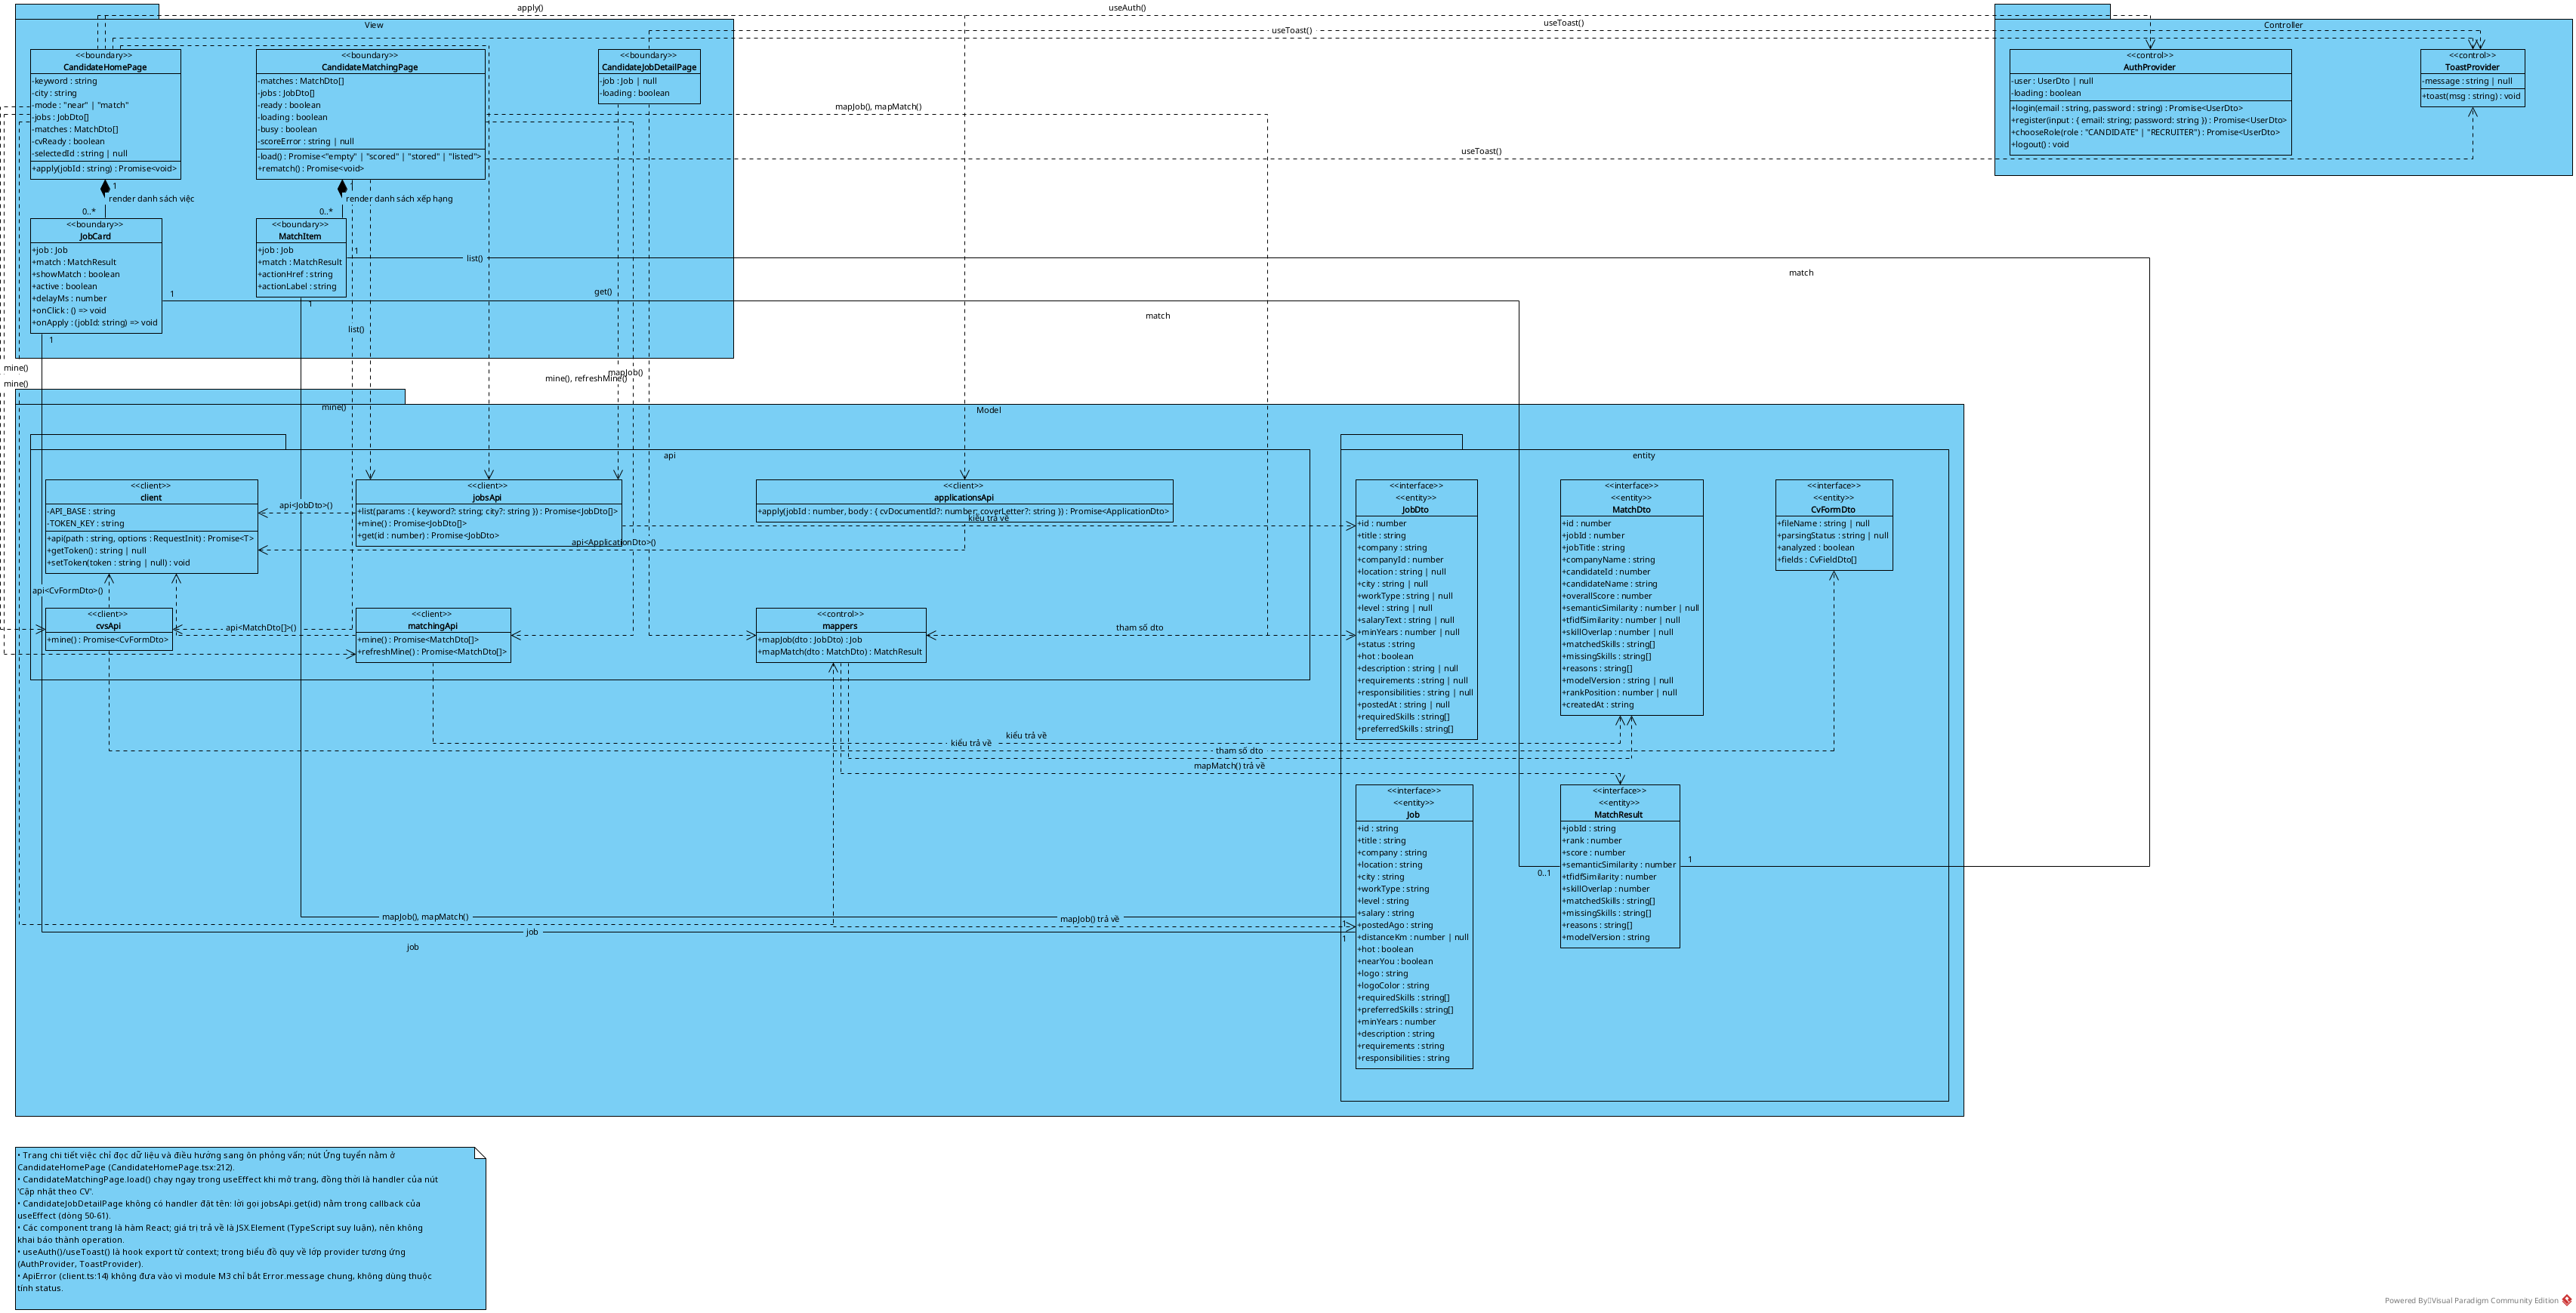 apply()
useAuth()
useToast()
useToast()
View
Controller
<<boundary>>
CandidateHomePage
-keyword : string
-city : string
-mode : "near" | "match"
-jobs : JobDto[]
-matches : MatchDto[]
-cvReady : boolean
-selectedId : string | null
+apply(jobId : string) : Promise<void>
<<boundary>>
CandidateMatchingPage
-matches : MatchDto[]
-jobs : JobDto[]
-ready : boolean
-loading : boolean
-busy : boolean
-scoreError : string | null
-load() : Promise<"empty" | "scored" | "stored" | "listed">
+rematch() : Promise<void>
<<boundary>>
CandidateJobDetailPage
-job : Job | null
-loading : boolean
<<control>>
AuthProvider
-user : UserDto | null
-loading : boolean
+login(email : string, password : string) : Promise<UserDto>
+register(input : { email: string; password: string }) : Promise<UserDto>
+chooseRole(role : "CANDIDATE" | "RECRUITER") : Promise<UserDto>
+logout() : void
<<control>>
ToastProvider
-message : string | null
+toast(msg : string) : void
mapJob(), mapMatch()
useToast()
1
render danh sách việc
0..*
render danh sách xếp hạng
0..*
<<boundary>>
JobCard
+job : Job
+match : MatchResult
+showMatch : boolean
+active : boolean
+delayMs : number
+onClick : () => void
+onApply : (jobId: string) => void
<<boundary>>
MatchItem
+job : Job
+match : MatchResult
+actionHref : string
+actionLabel : string
1
list()
match
1
get()
1
match
list()
1
mine()
mine()
mapJob()
mine(), refreshMine()
mine()
Model
api
entity
<<client>>
client
-API_BASE : string
-TOKEN_KEY : string
+api(path : string, options : RequestInit) : Promise<T>
+getToken() : string | null
+setToken(token : string | null) : void
api<JobDto>()
<<client>>
jobsApi
+list(params : { keyword?: string; city?: string }) : Promise<JobDto[]>
+mine() : Promise<JobDto[]>
+get(id : number) : Promise<JobDto>
<<client>>
applicationsApi
+apply(jobId : number, body : { cvDocumentId?: number; coverLetter?: string }) : Promise<ApplicationDto>
kiểu trả về
api<ApplicationDto>()
<<interface>>
<<entity>>
JobDto
+id : number
+title : string
+company : string
+companyId : number
+location : string | null
+city : string | null
+workType : string | null
+level : string | null
+salaryText : string | null
+minYears : number | null
+status : string
+hot : boolean
+description : string | null
+requirements : string | null
+responsibilities : string | null
+postedAt : string | null
+requiredSkills : string[]
+preferredSkills : string[]
<<interface>>
<<entity>>
MatchDto
+id : number
+jobId : number
+jobTitle : string
+companyName : string
+candidateId : number
+candidateName : string
+overallScore : number
+semanticSimilarity : number | null
+tfidfSimilarity : number | null
+skillOverlap : number | null
+matchedSkills : string[]
+missingSkills : string[]
+reasons : string[]
+modelVersion : string | null
+rankPosition : number | null
+createdAt : string
<<interface>>
<<entity>>
CvFormDto
+fileName : string | null
+parsingStatus : string | null
+analyzed : boolean
+fields : CvFieldDto[]
api<CvFormDto>()
<<client>>
cvsApi
+mine() : Promise<CvFormDto>
api<MatchDto[]>()
<<client>>
matchingApi
+mine() : Promise<MatchDto[]>
+refreshMine() : Promise<MatchDto[]>
<<control>>
mappers
+mapJob(dto : JobDto) : Job
+mapMatch(dto : MatchDto) : MatchResult
tham số dto
kiểu trả về
kiểu trả về
tham số dto
mapMatch() trả về
<<interface>>
<<entity>>
Job
+id : string
+title : string
+company : string
+location : string
+city : string
+workType : string
+level : string
+salary : string
+postedAgo : string
+distanceKm : number | null
+hot : boolean
+nearYou : boolean
+logo : string
+logoColor : string
+requiredSkills : string[]
+preferredSkills : string[]
+minYears : number
+description : string
+requirements : string
+responsibilities : string
<<interface>>
<<entity>>
MatchResult
+jobId : string
+rank : number
+score : number
+semanticSimilarity : number
+tfidfSimilarity : number
+skillOverlap : number
+matchedSkills : string[]
+missingSkills : string[]
+reasons : string[]
+modelVersion : string
1
0..1
mapJob(), mapMatch()
mapJob() trả về
1
job
1
job
• Trang chi tiết việc chỉ đọc dữ liệu và điều hướng sang ôn phỏng vấn; nút Ứng tuyển nằm ở
CandidateHomePage (CandidateHomePage.tsx:212).
• CandidateMatchingPage.load() chạy ngay trong useEffect khi mở trang, đồng thời là handler của nút
'Cập nhật theo CV'.
• CandidateJobDetailPage không có handler đặt tên: lời gọi jobsApi.get(id) nằm trong callback của
useEffect (dòng 50-61).
• Các component trang là hàm React; giá trị trả về là JSX.Element (TypeScript suy luận), nên không
khai báo thành operation.
• useAuth()/useToast() là hook export từ context; trong biểu đồ quy về lớp provider tương ứng
(AuthProvider, ToastProvider).
• ApiError (client.ts:14) không đưa vào vì module M3 chỉ bắt Error.message chung, không dùng thuộc
tính status.
Powered By Visual Paradigm Community Edition